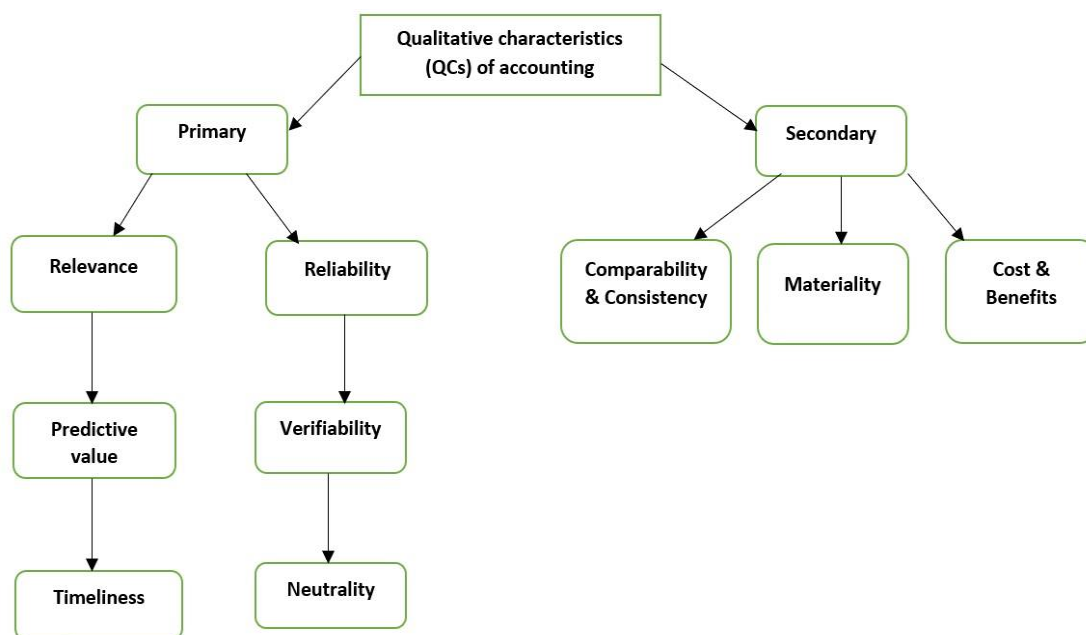 Qualitative characteristics
(QCs) of accounting
Primary
Secondary
Relevance
Reliability
Comparability
& Consistency
Materiality
Cost &
Benefits
Predictive
value
Verifiability
Timeliness
Neutrality